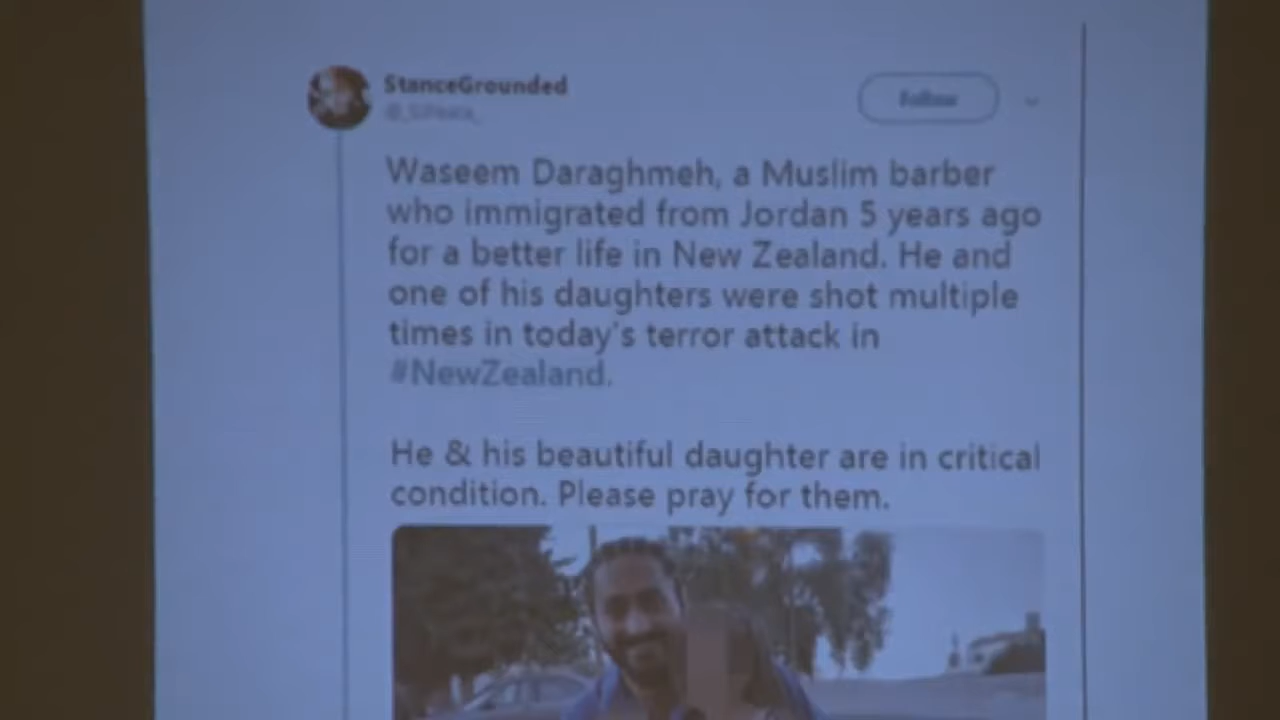 StanceGrounded
Follow
Waseem Daraghmeh, a Muslim barber
who immigrated from Jordan 5 years ago
for a better life in New Zealand. He and
one of his daughters were shot multiple
times in today's terror attack in
#NewZealand.
He & his beautiful daughter are in critical
condition. Please pray for them.